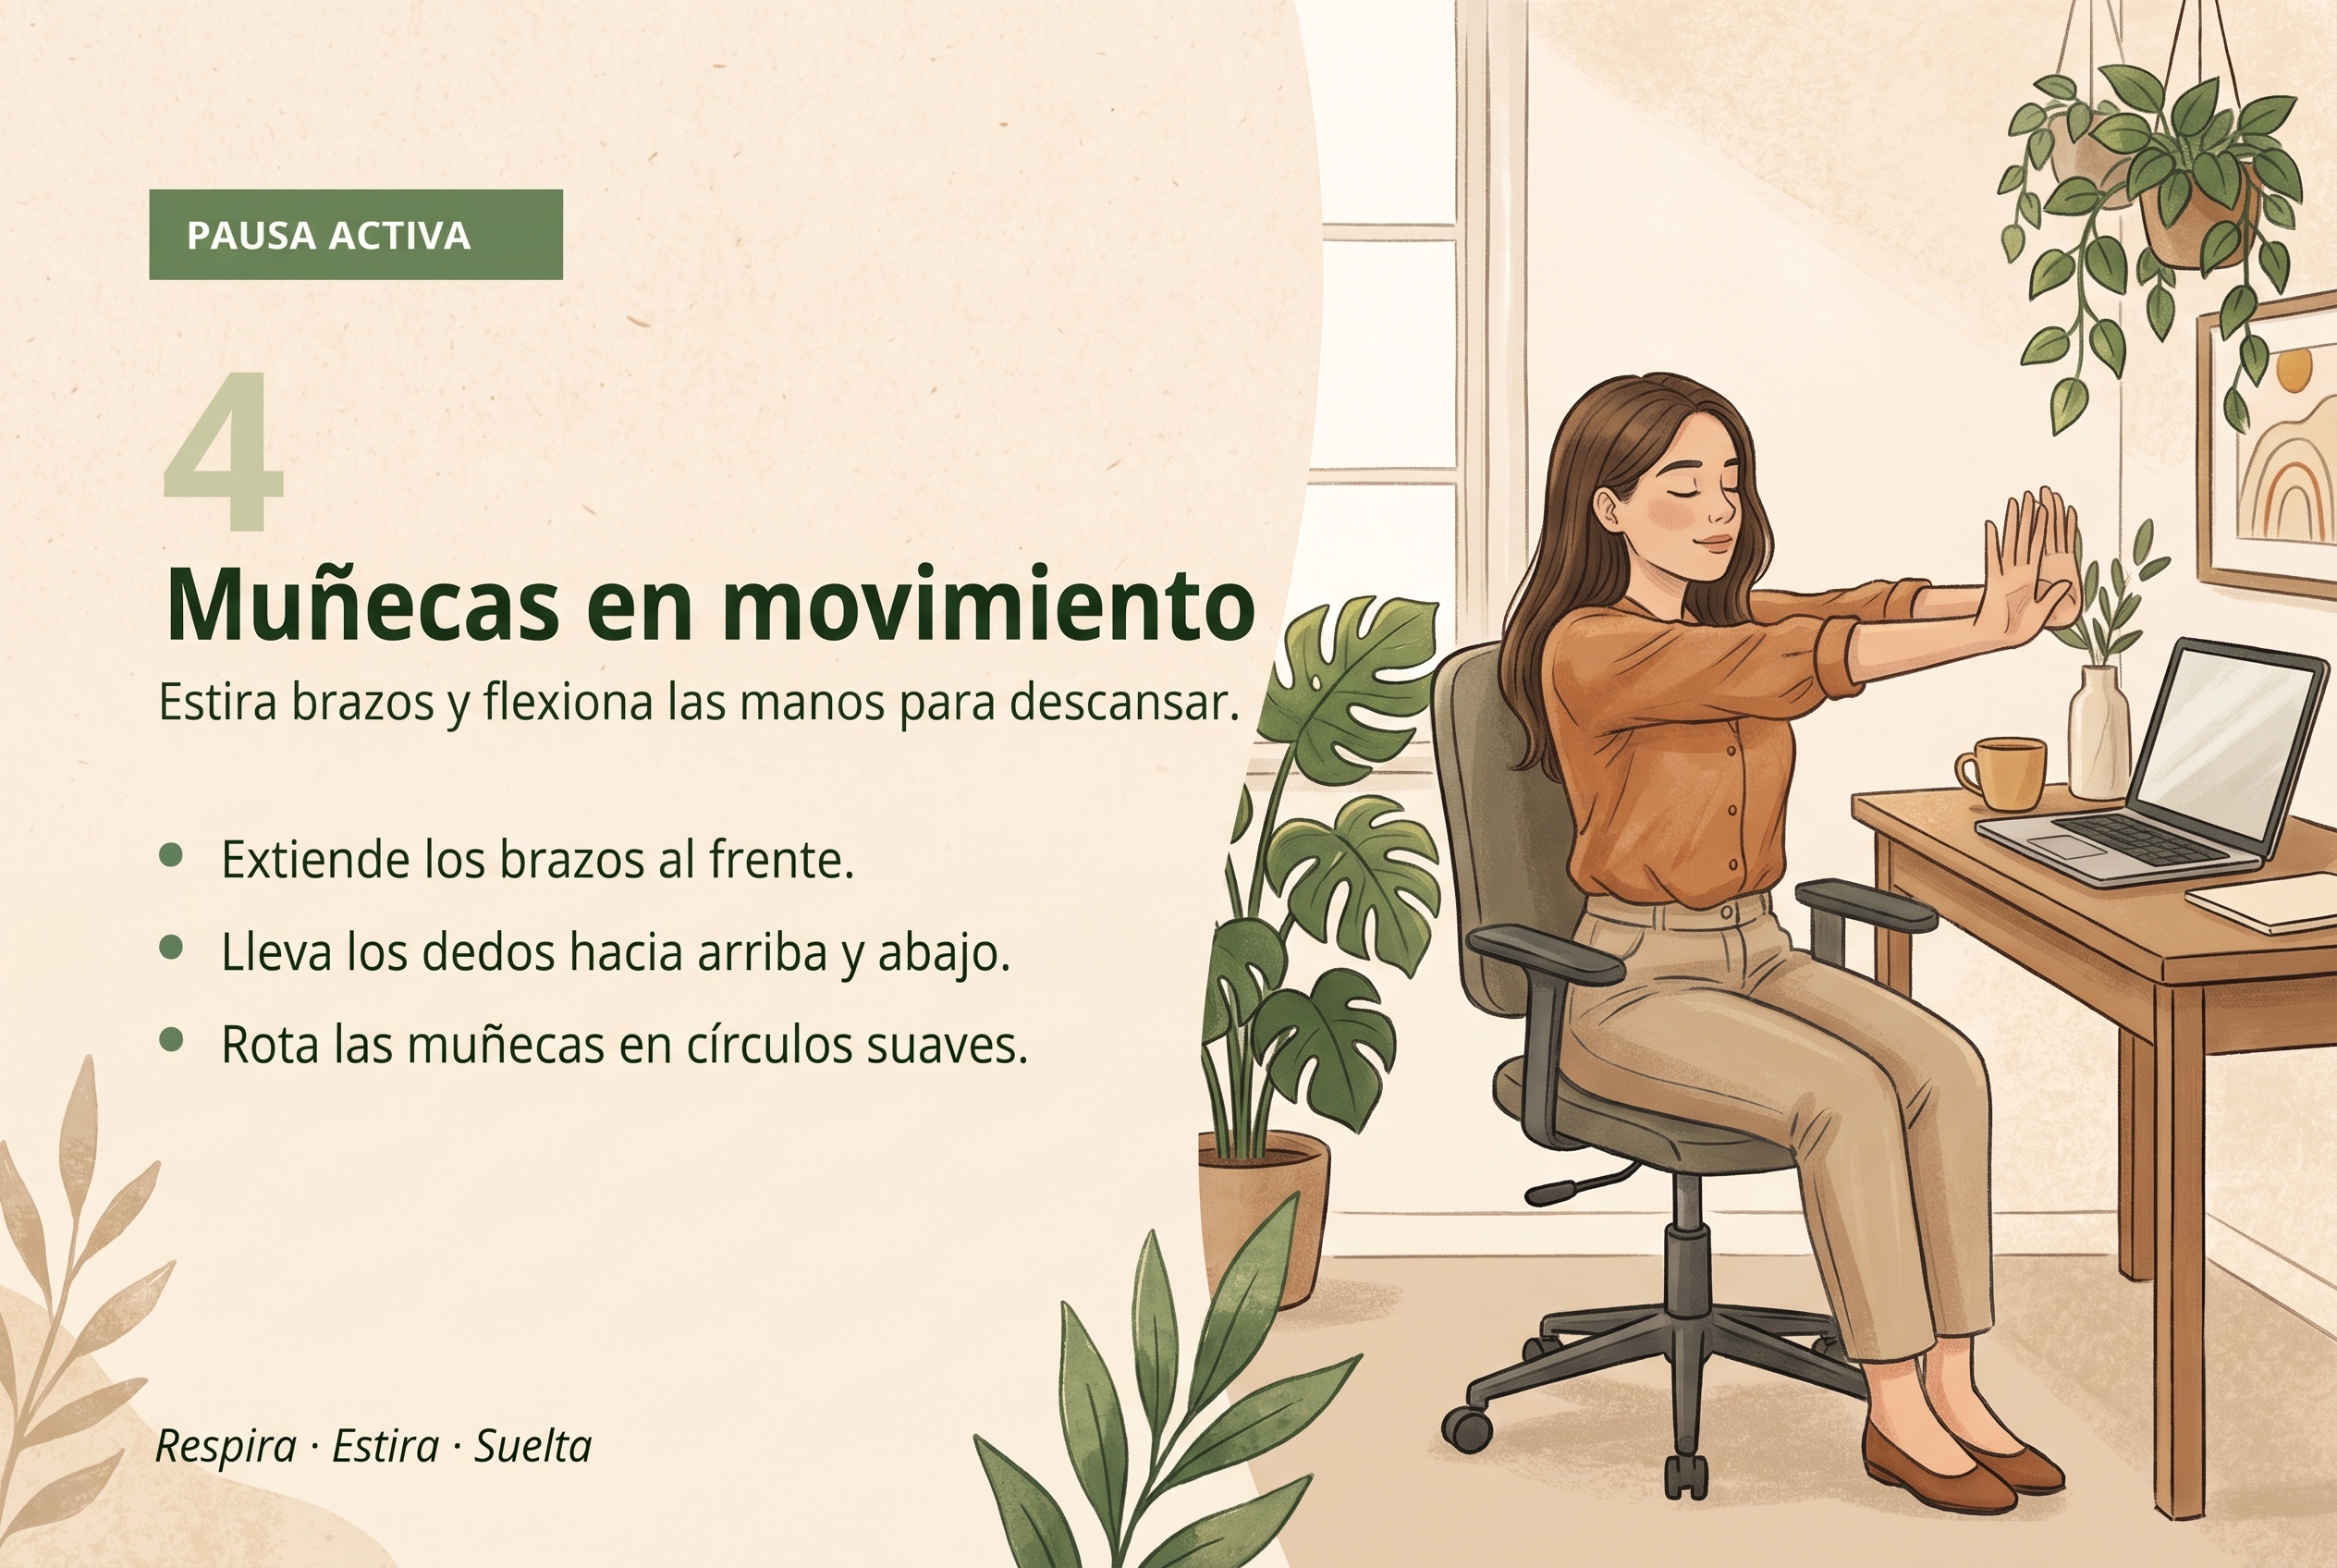 PAUSA ACTIVA
4
Muñecas en movimiento
Estira brazos y flexiona las manos para descansar.
• Extiende los brazos al frente.
• Lleva los dedos hacia arriba y abajo.
• Rota las muñecas en círculos suaves.
Respira · Estira · Suelta